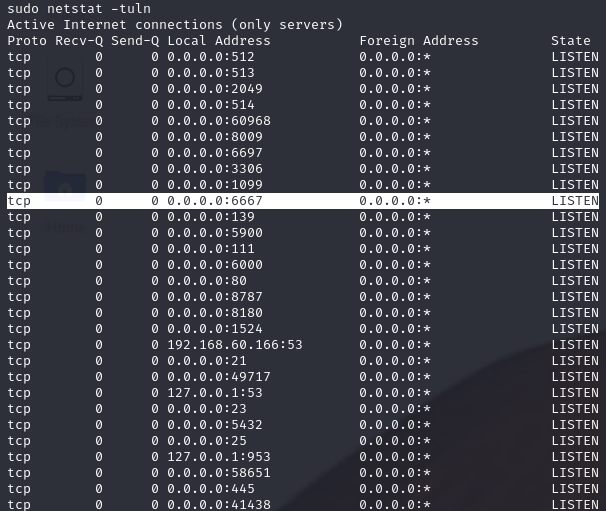 sudo netstat -tuln
Active Internet connections (only servers)
Proto Recv-Q Send-Q Local Address           Foreign Address         State
tcp        0      0 0.0.0.0:512             0.0.0.0:*               LISTEN
tcp        0      0 0.0.0.0:513             0.0.0.0:*               LISTEN
tcp        0      0 0.0.0.0:2049            0.0.0.0:*               LISTEN
tcp        0      0 0.0.0.0:514             0.0.0.0:*               LISTEN
tcp        0      0 0.0.0.0:60968           0.0.0.0:*               LISTEN
tcp        0      0 0.0.0.0:8009            0.0.0.0:*               LISTEN
tcp        0      0 0.0.0.0:6697            0.0.0.0:*               LISTEN
tcp        0      0 0.0.0.0:3306            0.0.0.0:*               LISTEN
tcp        0      0 0.0.0.0:1099            0.0.0.0:*               LISTEN
tcp        0      0 0.0.0.0:6667            0.0.0.0:*               LISTEN
tcp        0      0 0.0.0.0:139             0.0.0.0:*               LISTEN
tcp        0      0 0.0.0.0:5900            0.0.0.0:*               LISTEN
tcp        0      0 0.0.0.0:111             0.0.0.0:*               LISTEN
tcp        0      0 0.0.0.0:6000            0.0.0.0:*               LISTEN
tcp        0      0 0.0.0.0:80              0.0.0.0:*               LISTEN
tcp        0      0 0.0.0.0:8787            0.0.0.0:*               LISTEN
tcp        0      0 0.0.0.0:8180            0.0.0.0:*               LISTEN
tcp        0      0 0.0.0.0:1524            0.0.0.0:*               LISTEN
tcp        0      0 192.168.60.166:53       0.0.0.0:*               LISTEN
tcp        0      0 0.0.0.0:21              0.0.0.0:*               LISTEN
tcp        0      0 0.0.0.0:49717           0.0.0.0:*               LISTEN
tcp        0      0 127.0.0.1:53            0.0.0.0:*               LISTEN
tcp        0      0 0.0.0.0:23              0.0.0.0:*               LISTEN
tcp        0      0 0.0.0.0:5432            0.0.0.0:*               LISTEN
tcp        0      0 0.0.0.0:25              0.0.0.0:*               LISTEN
tcp        0      0 127.0.0.1:953           0.0.0.0:*               LISTEN
tcp        0      0 0.0.0.0:58651           0.0.0.0:*               LISTEN
tcp        0      0 0.0.0.0:445             0.0.0.0:*               LISTEN
tcp        0      0 0.0.0.0:41438           0.0.0.0:*               LISTEN